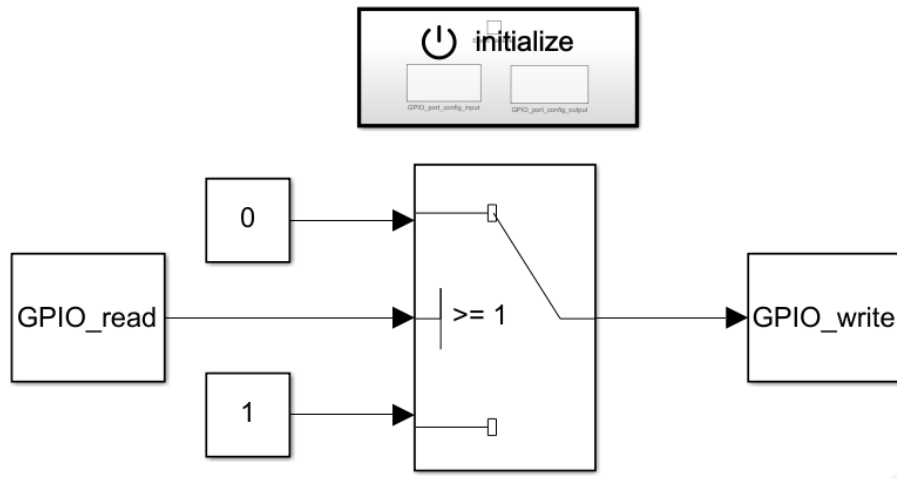 initialize
GPIO_port_config_input
GPIO_port_config_output
0
GPIO_read
>= 1
GPIO_write
1